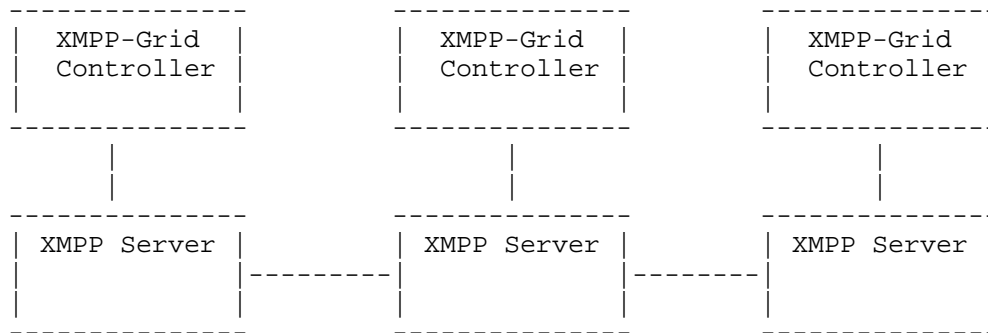 XMPP-Grid XMPP-Grid XMPP-Grid
Controller Controller Controller
XMPP Server XMPP Server XMPP Server